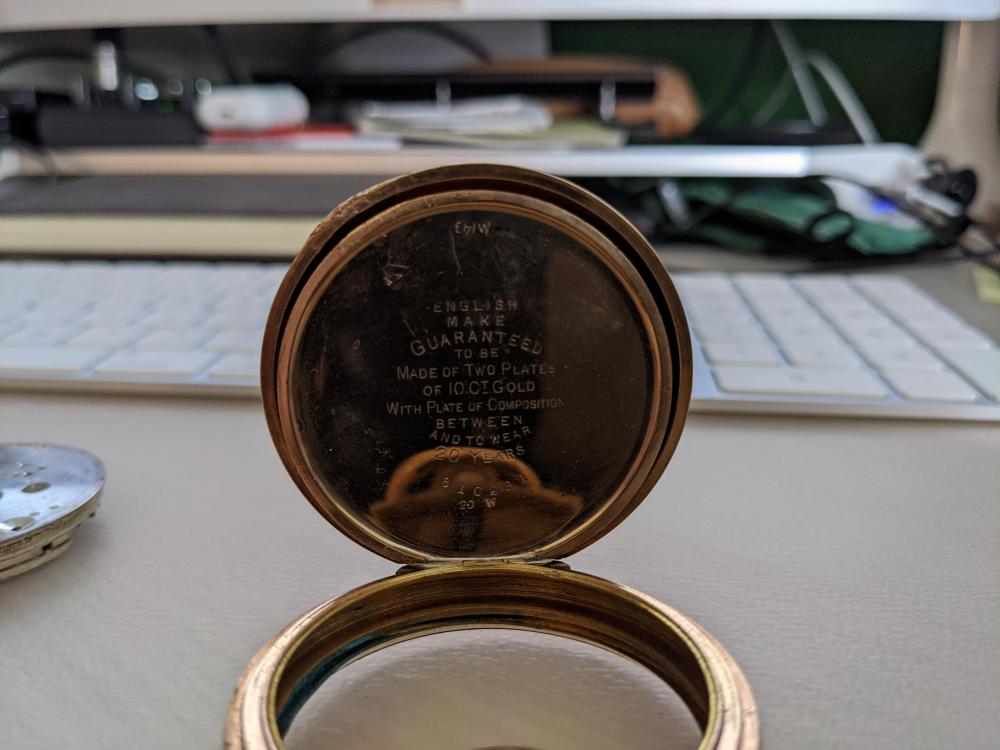 ENGLISH
MAKE
GUARANTEED
TO BE
MADE OF TWO PLATES
OF 10.CT GOLD
WITH PLATE OF COMPOSITION
BETWEEN
AND TO WEAR
20 YEARS
20 W